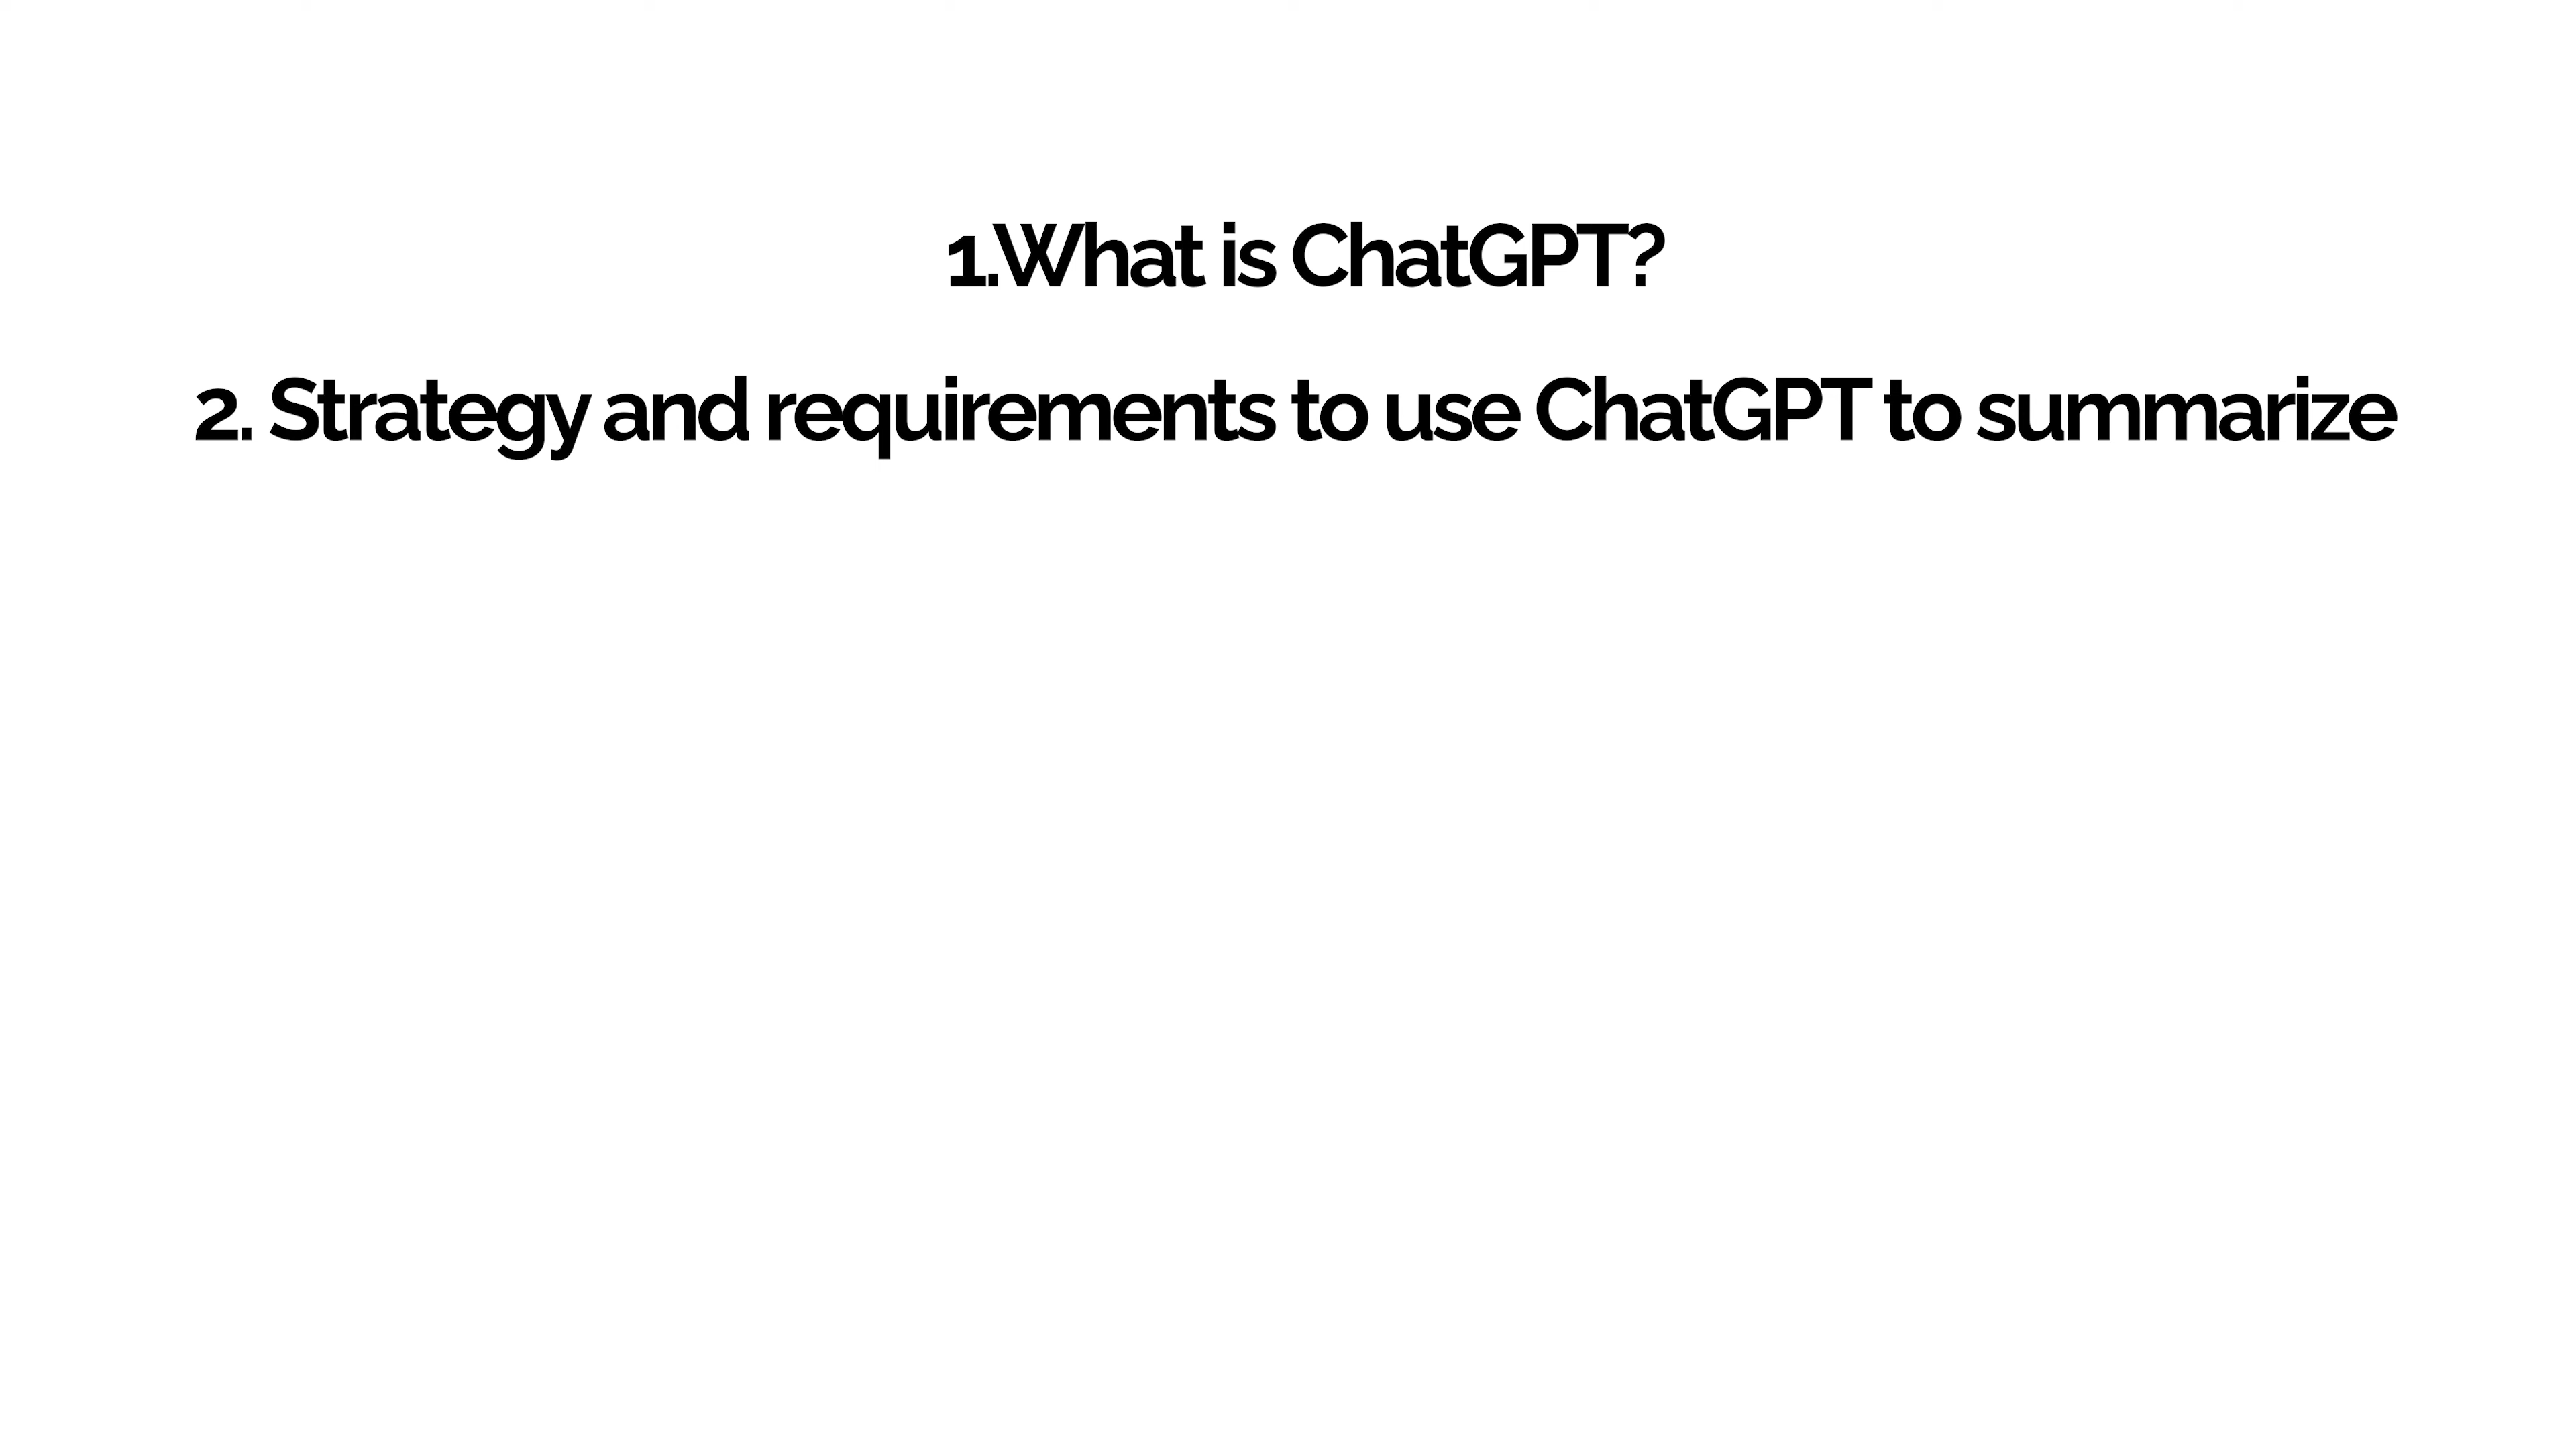 1.What is ChatGPT?
2. Strategy and requirements to use ChatGPT to summarize